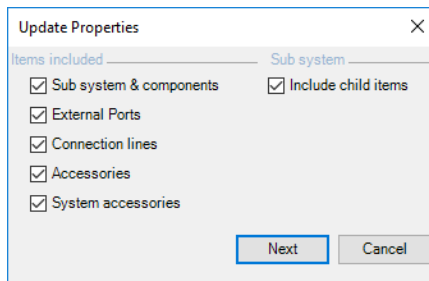 Update Properties
Items included
Sub system
Sub system & components
Include child items
External Ports
Connection lines
Accessories
System accessories
Next
Cancel